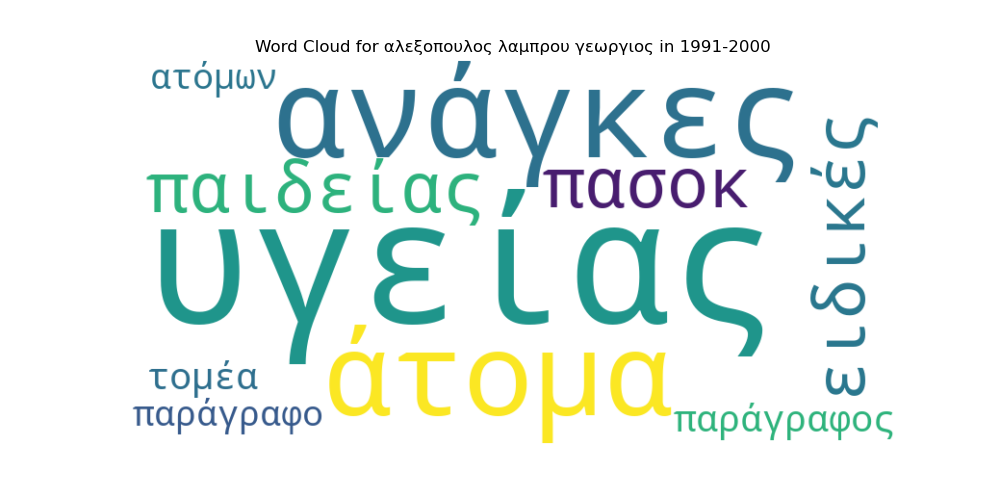 Word Cloud for αλεξοπουλος λαμπρου γεωργιος in 1991-2000
ατόμων
ανάγκες
παιδείας
πασοκ
υγείας
ειδικές
άτομα
τομέα
παράγραφο
παράγραφος